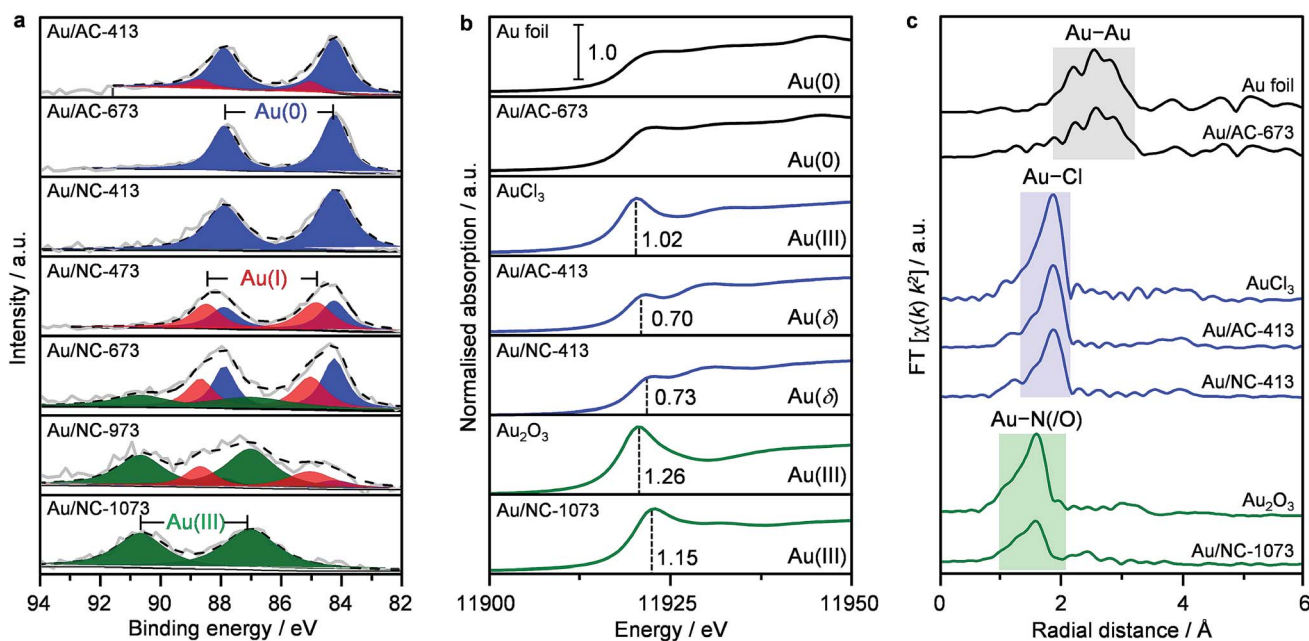 a
Au/AC-413
Au/AC-673
Au(0)
Au/NC-413
Au/NC-473
Au(I)
Au/NC-673
Au/NC-973
Au/NC-1073
Au(III)
Intensity / a.u.
94 92 90 88 86 84 82
Binding energy / eV
b
Au foil
1.0
Au(0)
Au/AC-673
Au(0)
AuCl₃
1.02
Au(III)
Au/AC-413
0.70
Au(δ)
Au/NC-413
0.73
Au(δ)
Au₂O₃
1.26
Au(III)
Au/NC-1073
1.15
Au(III)
Normalised absorption / a.u.
11900 11925 11950
Energy / eV
c
Au−Au
Au foil
Au/AC-673
Au−Cl
AuCl₃
Au/AC-413
Au/NC-413
Au−N(/O)
Au₂O₃
Au/NC-1073
FT [χ(k) k²] / a.u.
0 2 4 6
Radial distance / Å